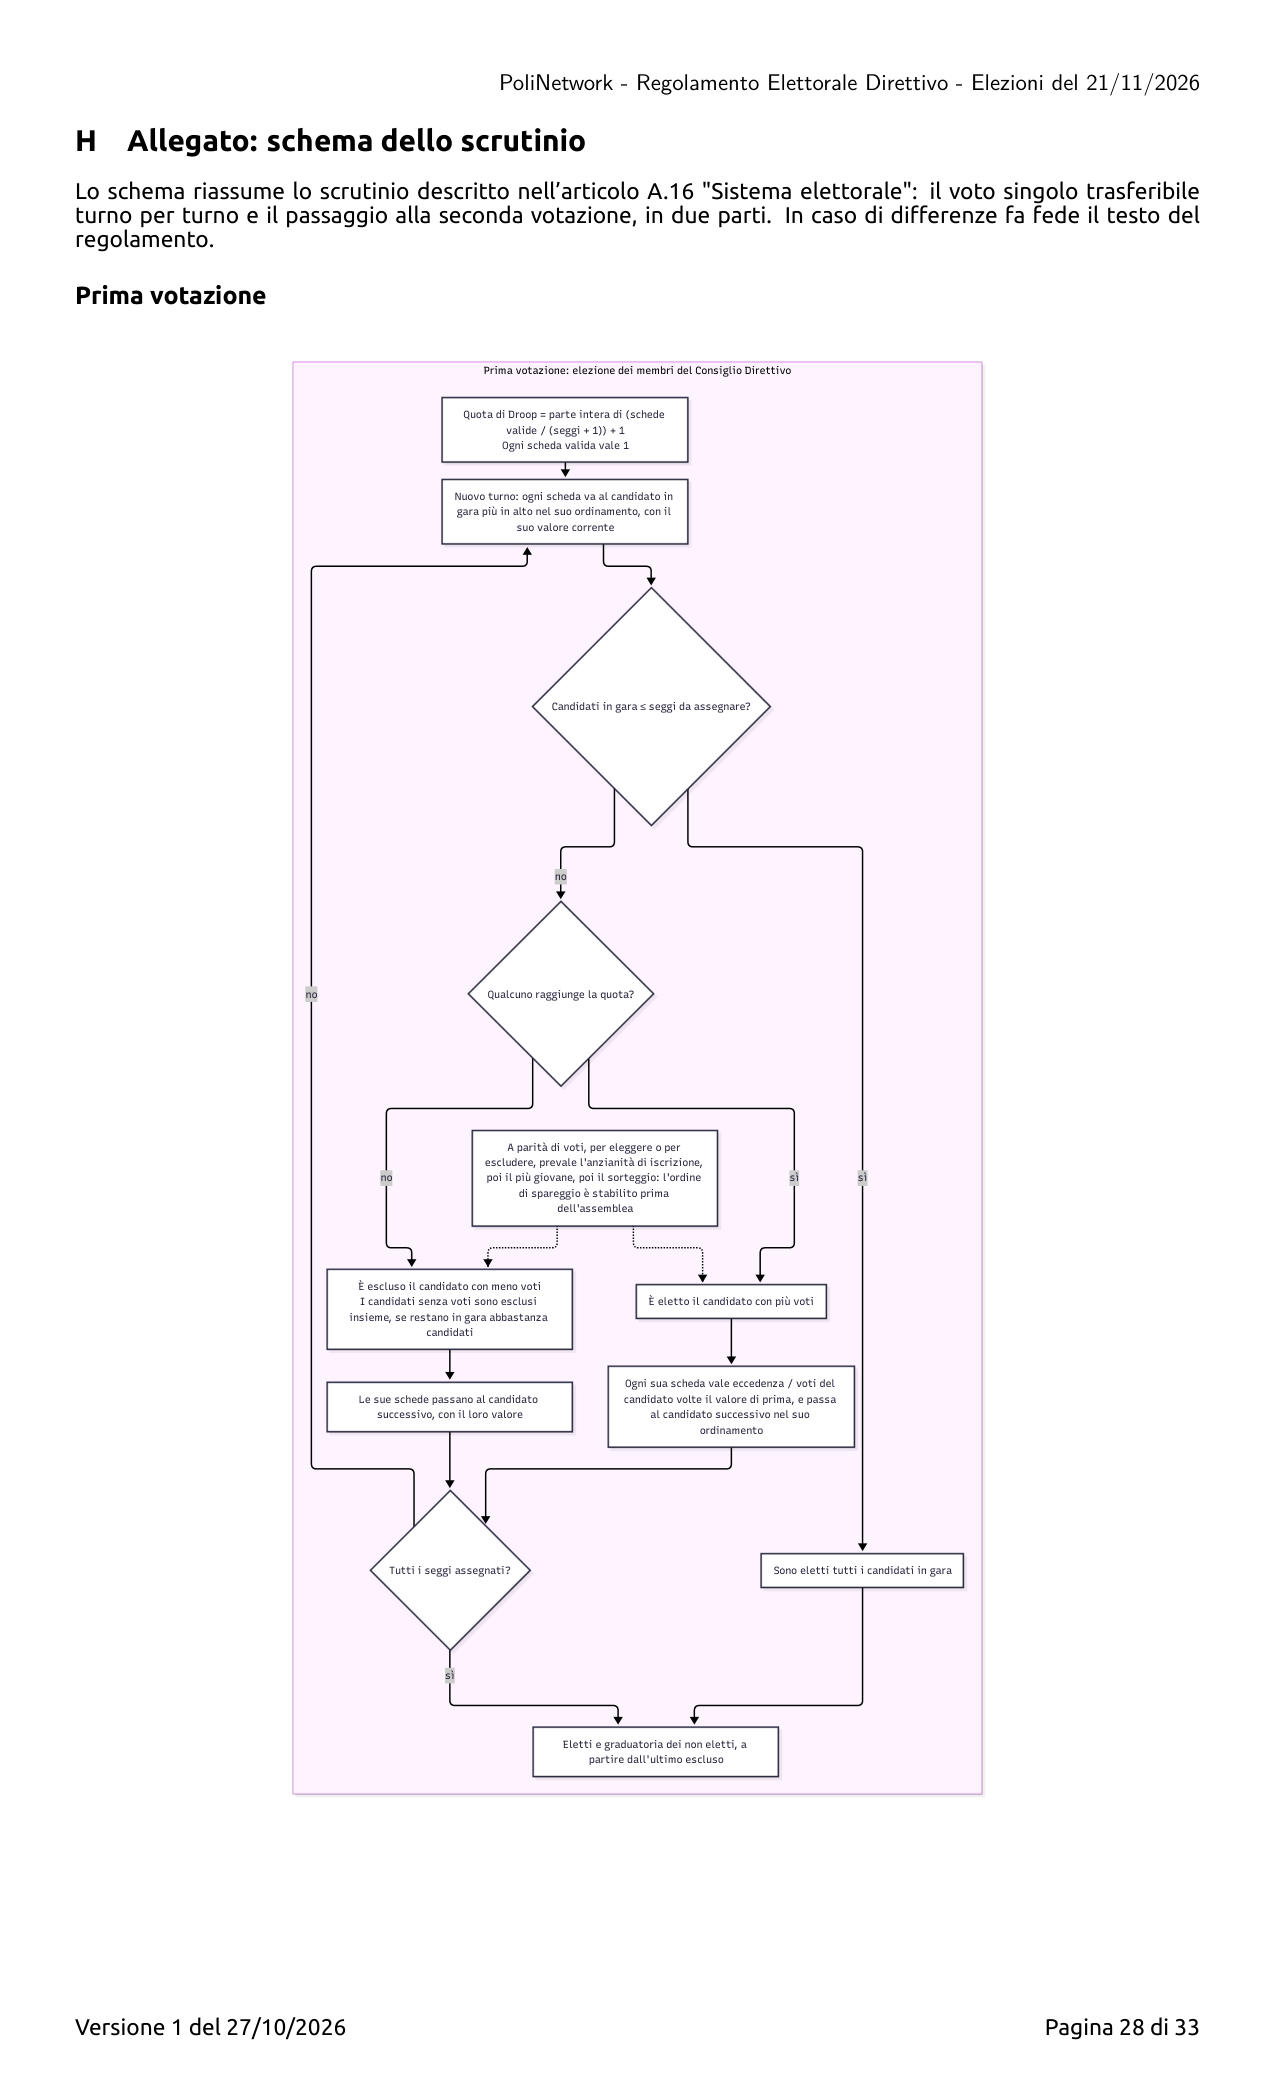 PoliNetwork - Regolamento Elettorale Direttivo - Elezioni del 21/11/2026
H Allegato: schema dello scrutinio
Lo schema riassume lo scrutinio descritto nell’articolo A.16 "Sistema elettorale": il voto singolo trasferibile
turno per turno e il passaggio alla seconda votazione, in due parti. In caso di differenze fa fede il testo del
regolamento.
Prima votazione
Prima votazione: elezione dei membri del Consiglio Direttivo
Quota di Droop = parte intera di (schede
valide / (seggi + 1)) + 1
Ogni scheda valida vale 1
Nuovo turno: ogni scheda va al candidato in
gara più in alto nel suo ordinamento, con il
suo valore corrente
Candidati in gara ≤ seggi da assegnare?
no
Qualcuno raggiunge la quota?
no
A parità di voti, per eleggere o per
escludere, prevale l'anzianità di iscrizione,
poi il più giovane, poi il sorteggio: l'ordine
di spareggio è stabilito prima
dell'assemblea
no
sì
sì
È escluso il candidato con meno voti
I candidati senza voti sono esclusi
insieme, se restano in gara abbastanza
candidati
È eletto il candidato con più voti
Le sue schede passano al candidato
successivo, con il loro valore
Ogni sua scheda vale eccedenza / voti del
candidato volte il valore di prima, e passa
al candidato successivo nel suo
ordinamento
Tutti i seggi assegnati?
Sono eletti tutti i candidati in gara
sì
Eletti e graduatoria dei non eletti, a
partire dall'ultimo escluso
Versione 1 del 27/10/2026
Pagina 28 di 33